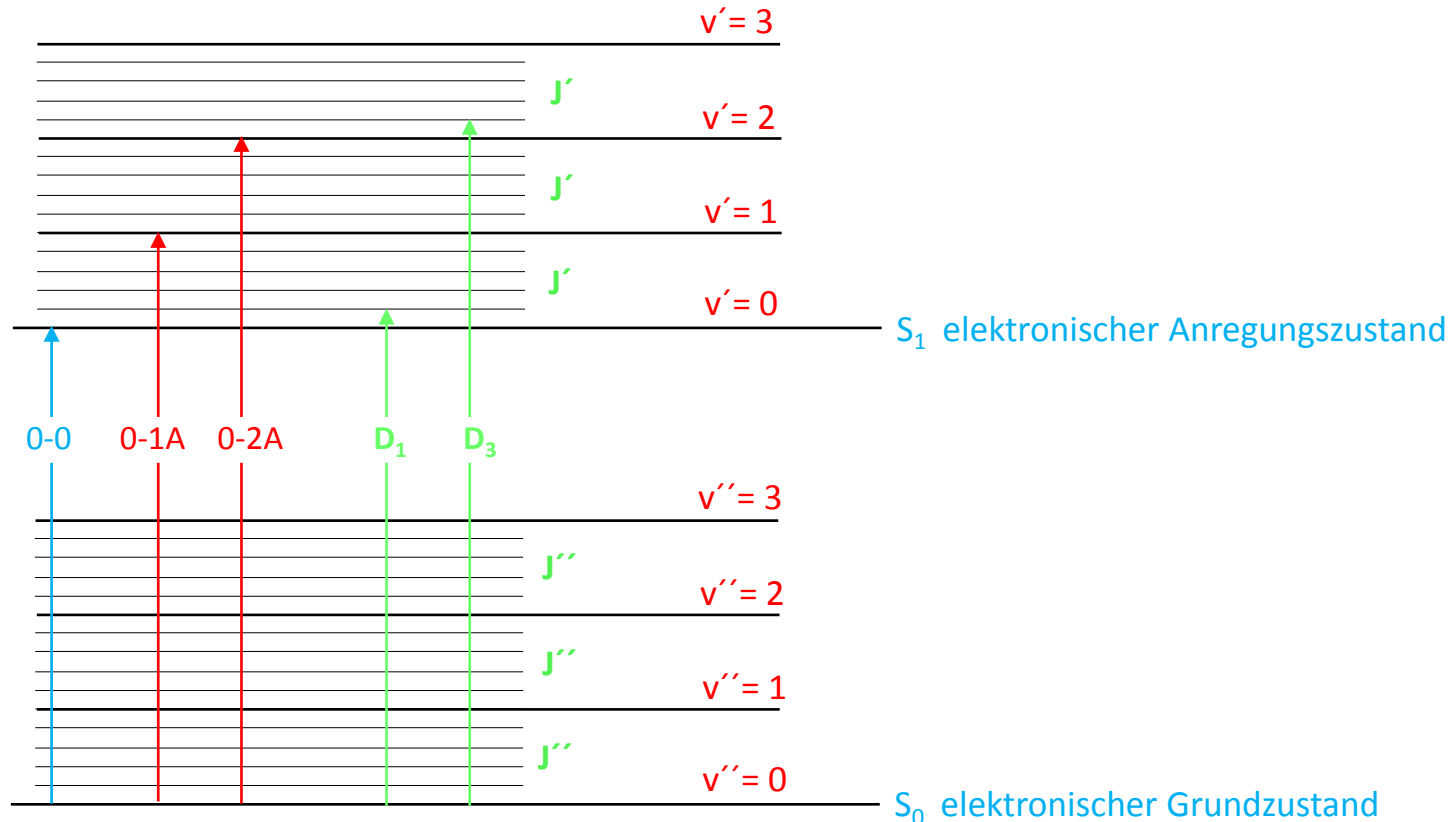 v´= 3
J´
v´= 2
J´
v´= 1
J´
v´= 0
S₁ elektronischer Anregungszustand
0-0 0-1A 0-2A D₁ D₃
v´´= 3
J´´
v´´= 2
J´´
v´´= 1
J´´
v´´= 0
S₀ elektronischer Grundzustand